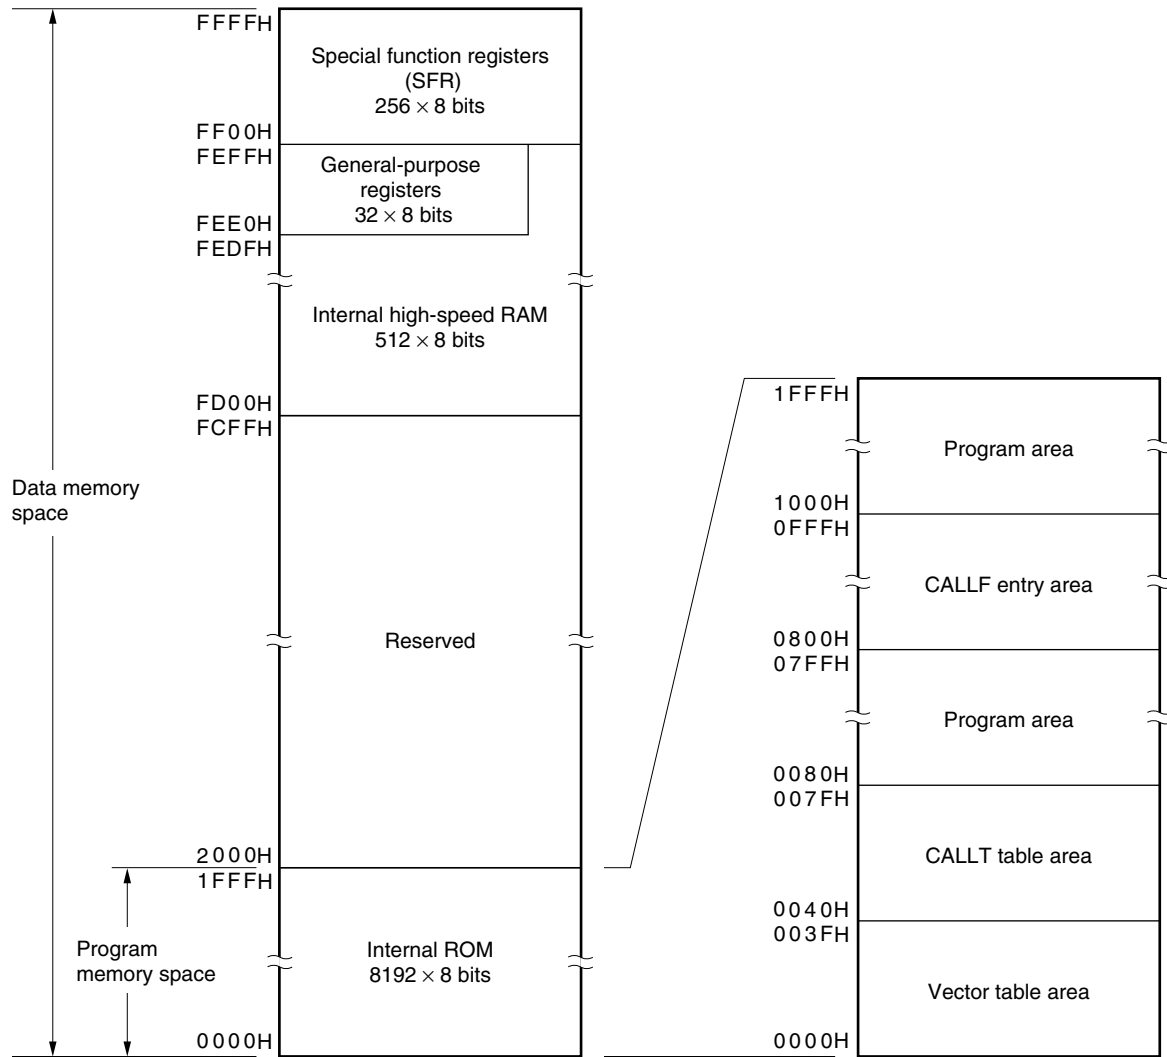 FFFFH
Special function registers
(SFR)
256 × 8 bits
FF00H
FEFFH
General-purpose
registers
32 × 8 bits
FEE0H
FEDFH
Internal high-speed RAM
512 × 8 bits
FD00H
FCFFH
Data memory
space
Reserved
2000H
1FFFH
Program
memory space
Internal ROM
8192 × 8 bits
0000H
1FFFH
Program area
1000H
0FFFH
CALLF entry area
0800H
07FFH
Program area
0080H
007FH
CALLT table area
0040H
003FH
Vector table area
0000H